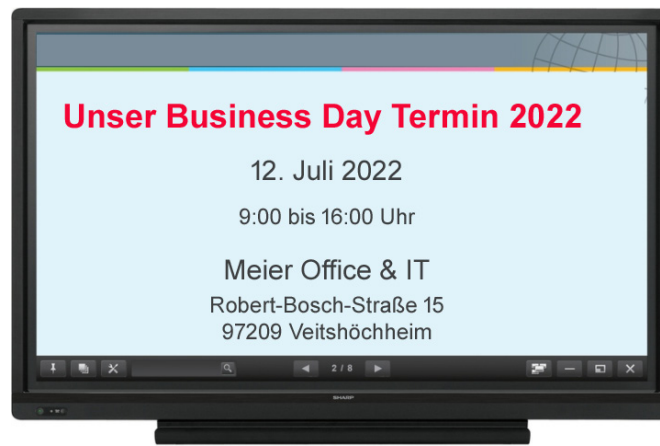 Unser Business Day Termin 2022
12. Juli 2022
9:00 bis 16:00 Uhr
Meier Office & IT
Robert-Bosch-Straße 15
97209 Veitshöchheim
2 / 8
SHARP